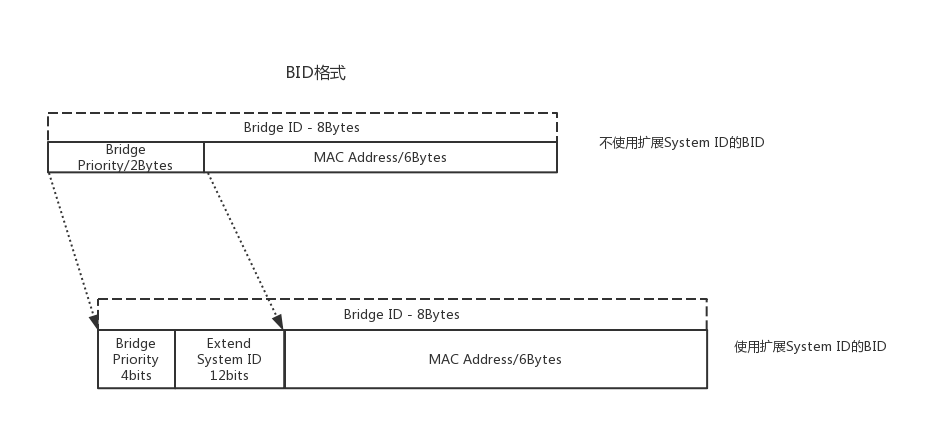 BID格式
Bridge ID - 8Bytes
Bridge
Priority/2Bytes
MAC Address/6Bytes
不使用扩展System ID的BID
Bridge ID - 8Bytes
Bridge
Priority
4bits
Extend
System ID
12bits
MAC Address/6Bytes
使用扩展System ID的BID